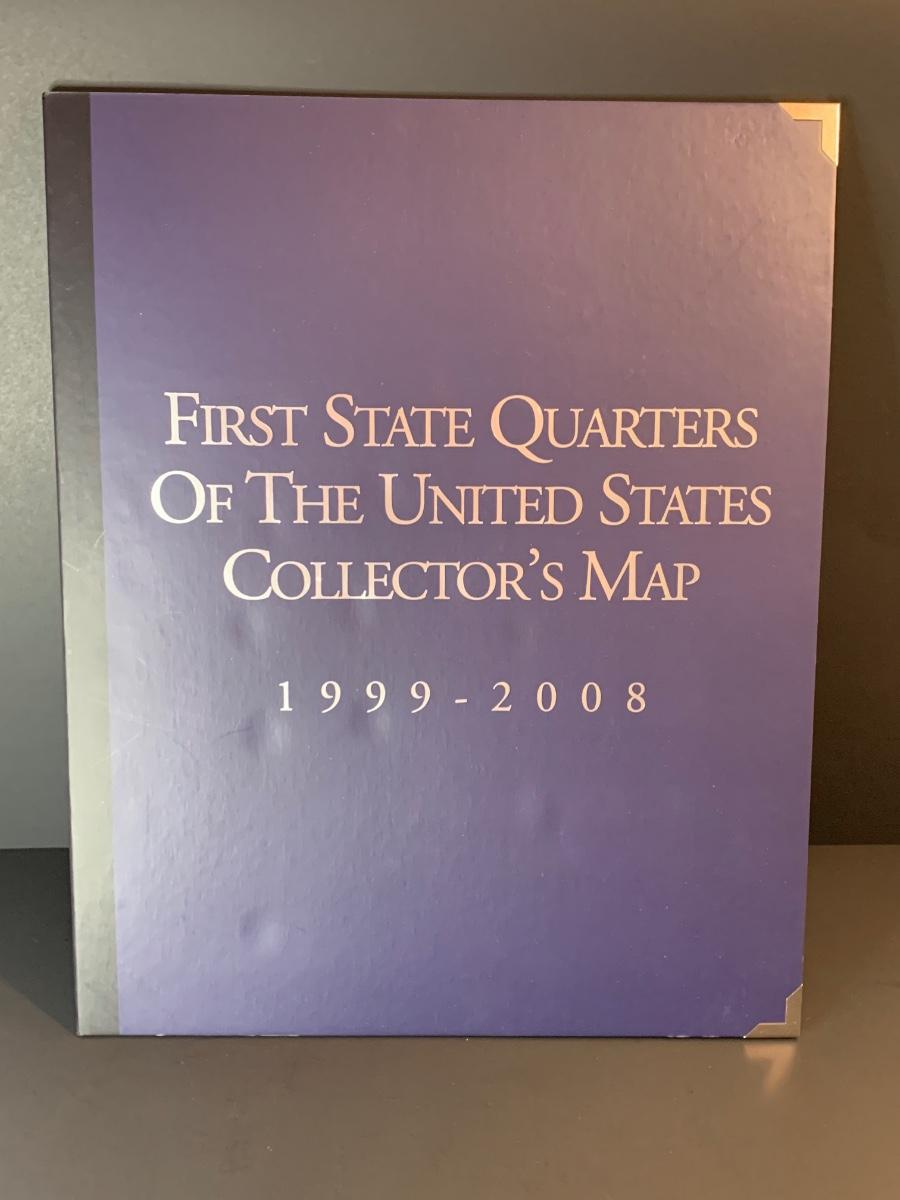 First State Quarters
Of The United States
Collector's Map
1999-2008